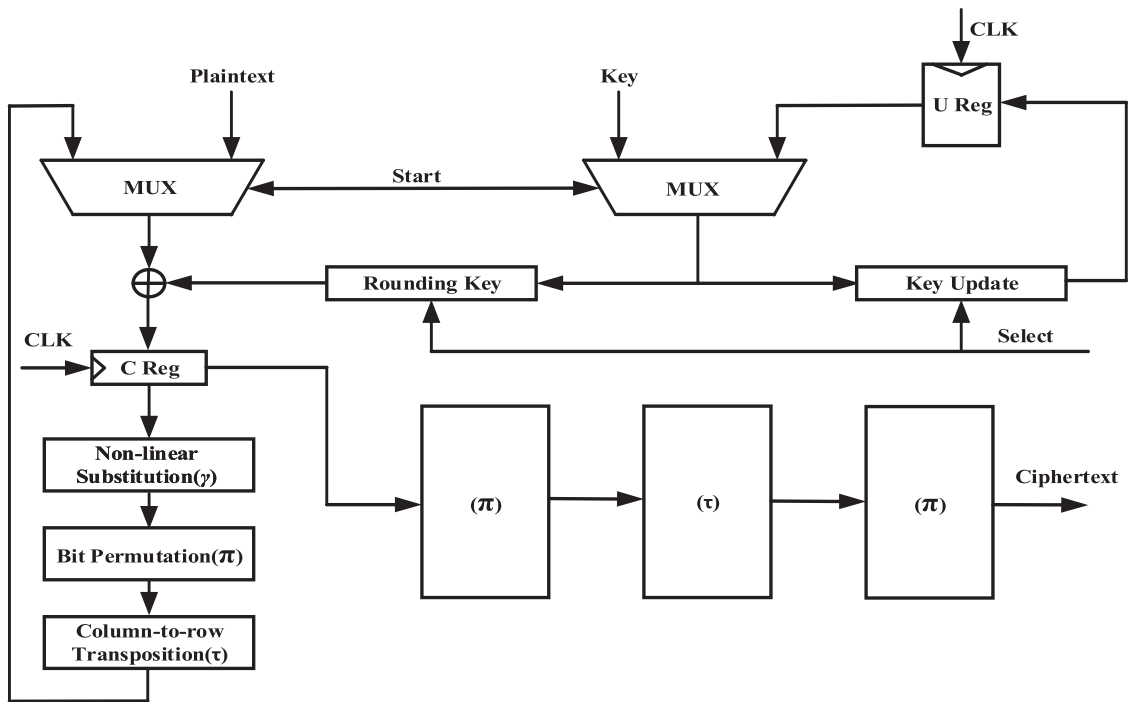 CLK
Plaintext
Key
U Reg
MUX
Start
MUX
Rounding Key
Key Update
CLK
Select
C Reg
Non-linear
Substitution(γ)
Ciphertext
(π)
(τ)
(π)
Bit Permutation(π)
Column-to-row
Transposition(τ)